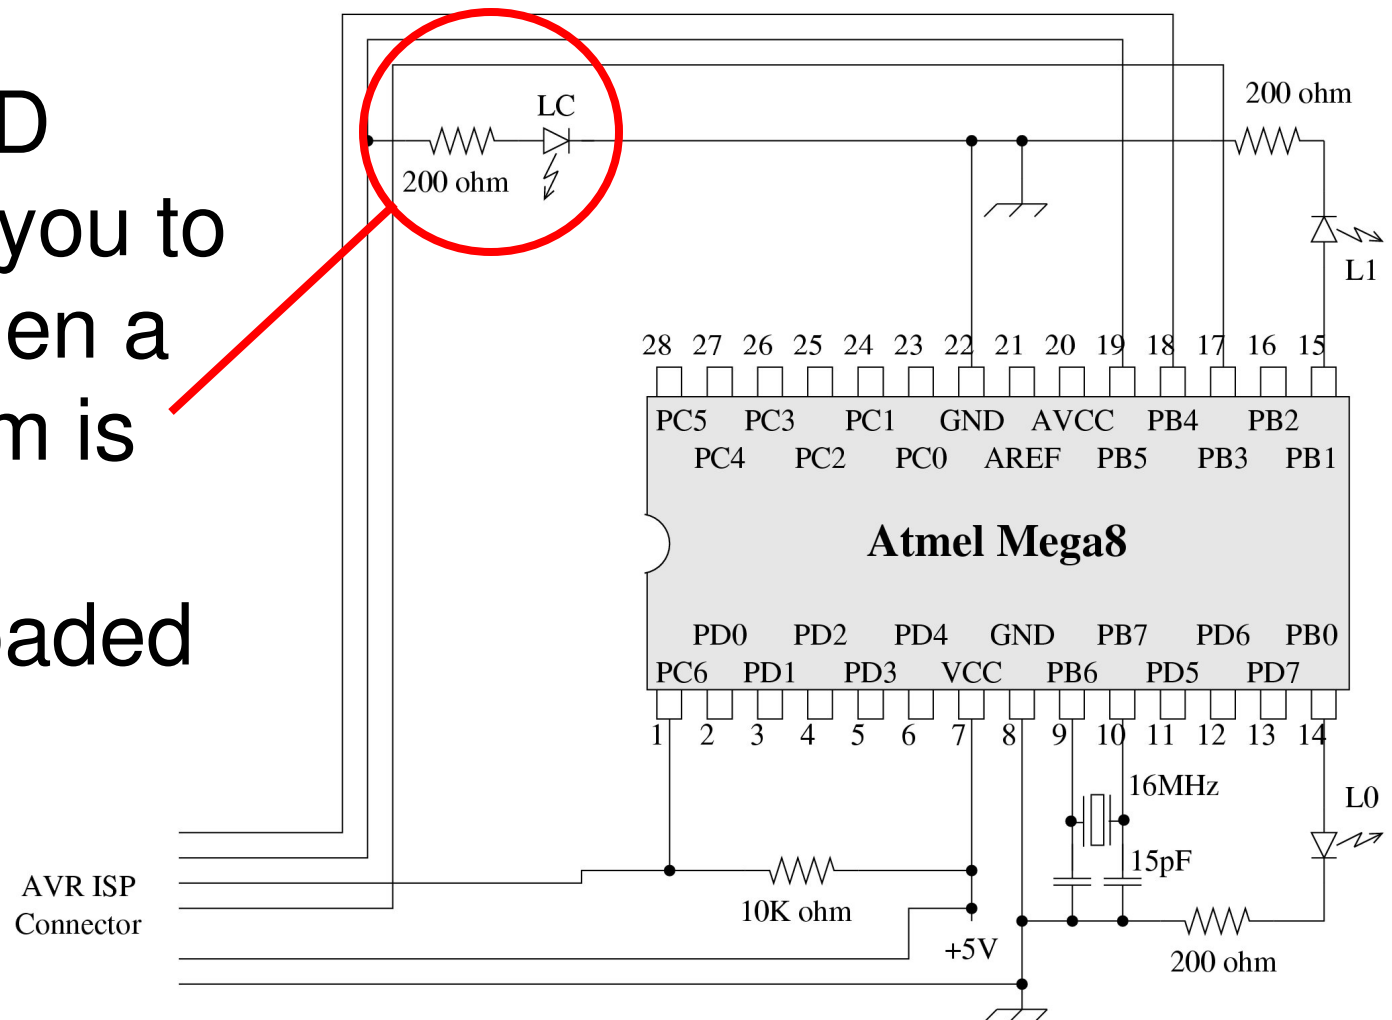 D
you to
en a
m is
aded
LC
200 ohm
200 ohm
L1
28 27 26 25 24 23 22 21 20 19 18 17 16 15
PC5 PC3 PC1 GND AVCC PB4 PB2
PC4 PC2 PC0 AREF PB5 PB3 PB1
Atmel Mega8
PD0 PD2 PD4 GND PB7 PD6 PB0
PC6 PD1 PD3 VCC PB6 PD5 PD7
1 2 3 4 5 6 7 8 9 10 11 12 13 14
16MHz
L0
15pF
AVR ISP
Connector
10K ohm
+5V
200 ohm